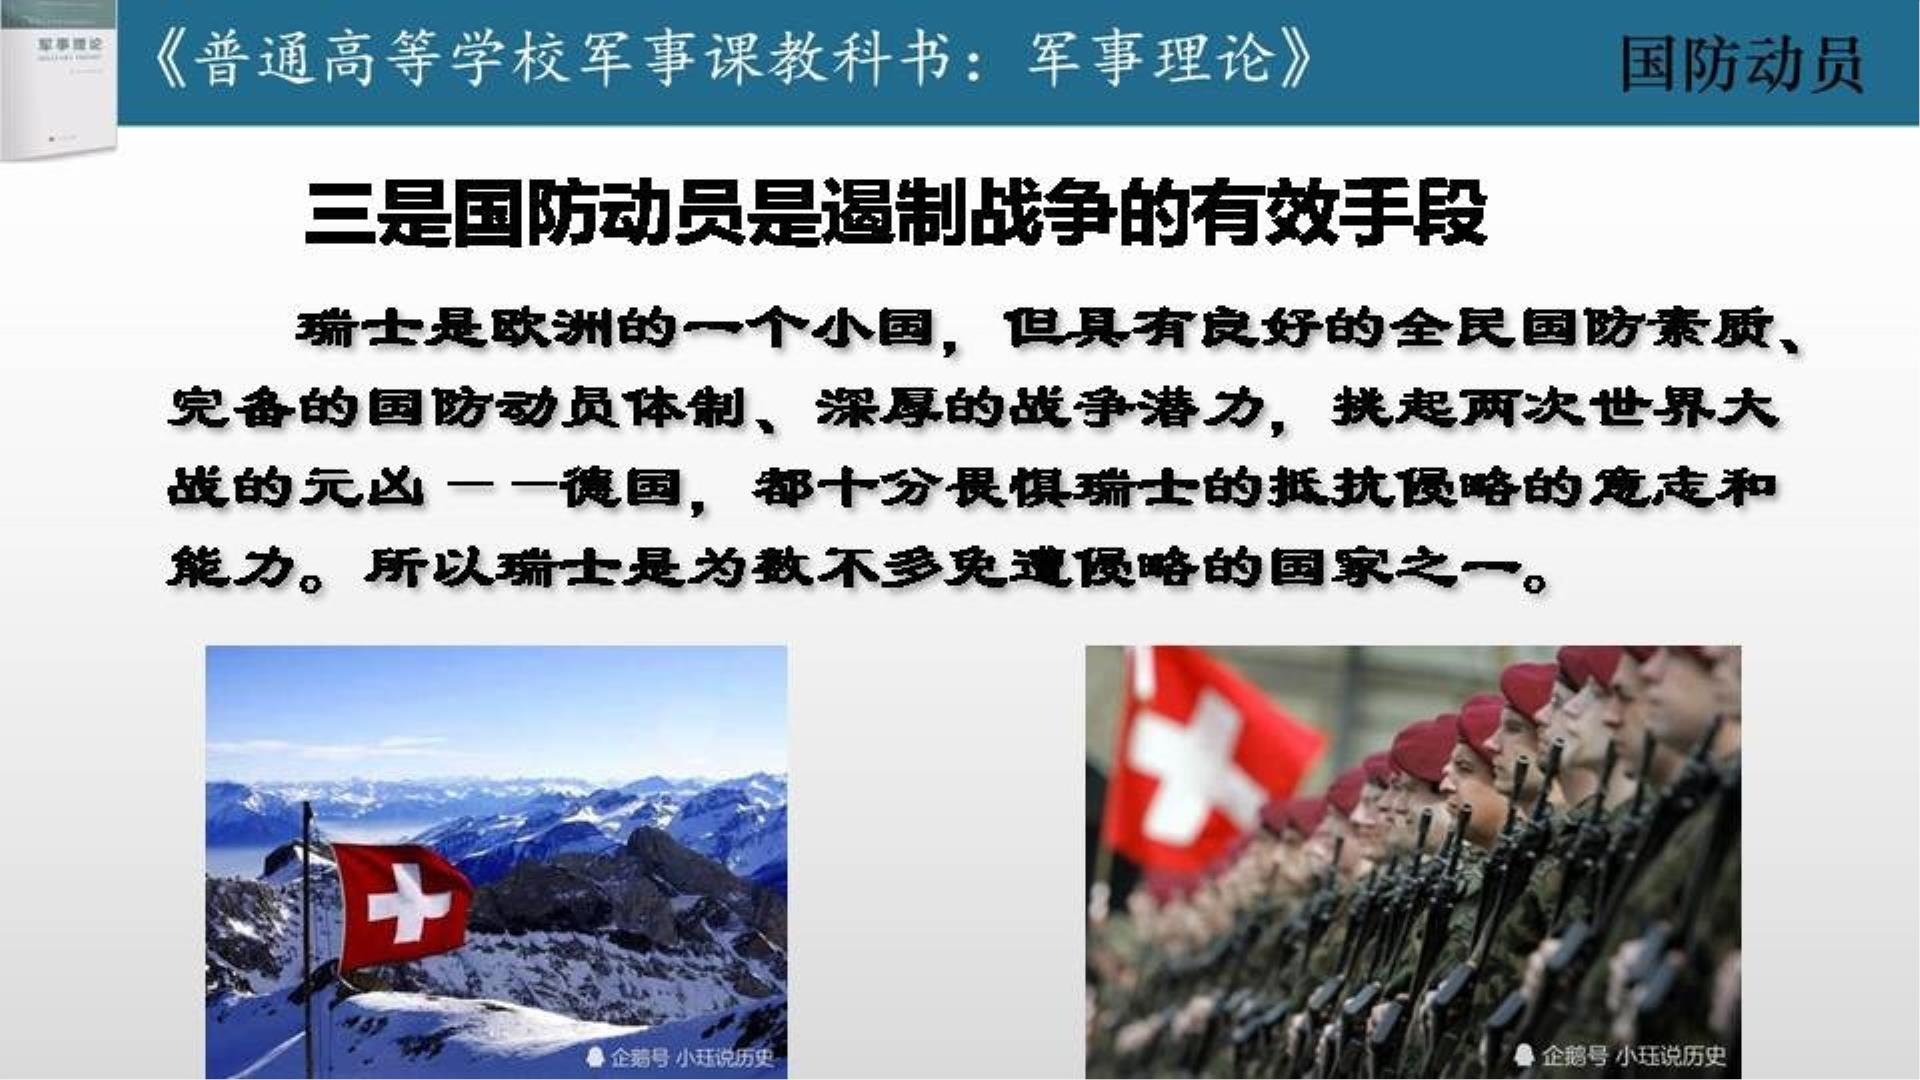 军事理论
《普通高等学校军事课教科书：军事理论》
国防动员
三是国防动员是遏制战争的有效手段
瑞士是欧洲的一个小国，但具有良好的全民国防素质、
完备的国防动员体制、深厚的战争潜力，挑起两次世界大
战的元凶－－德国，都十分畏惧瑞士的抵抗侵略的意志和
能力。所以瑞士是为数不多免遭侵略的国家之一。
企鹅号 小珏说历史
企鹅号 小珏说历史